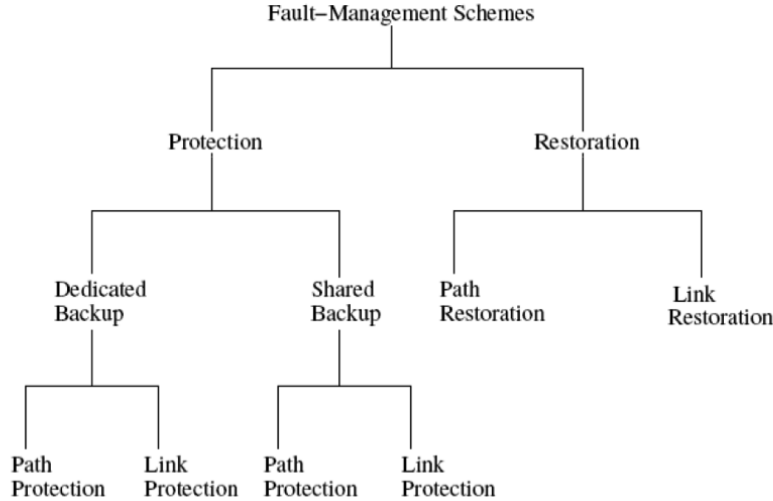 Fault−Management Schemes
Protection
Restoration
Dedicated
Backup
Shared
Backup
Path
Restoration
Link
Restoration
Path
Protection
Link
Protection
Path
Protection
Link
Protection